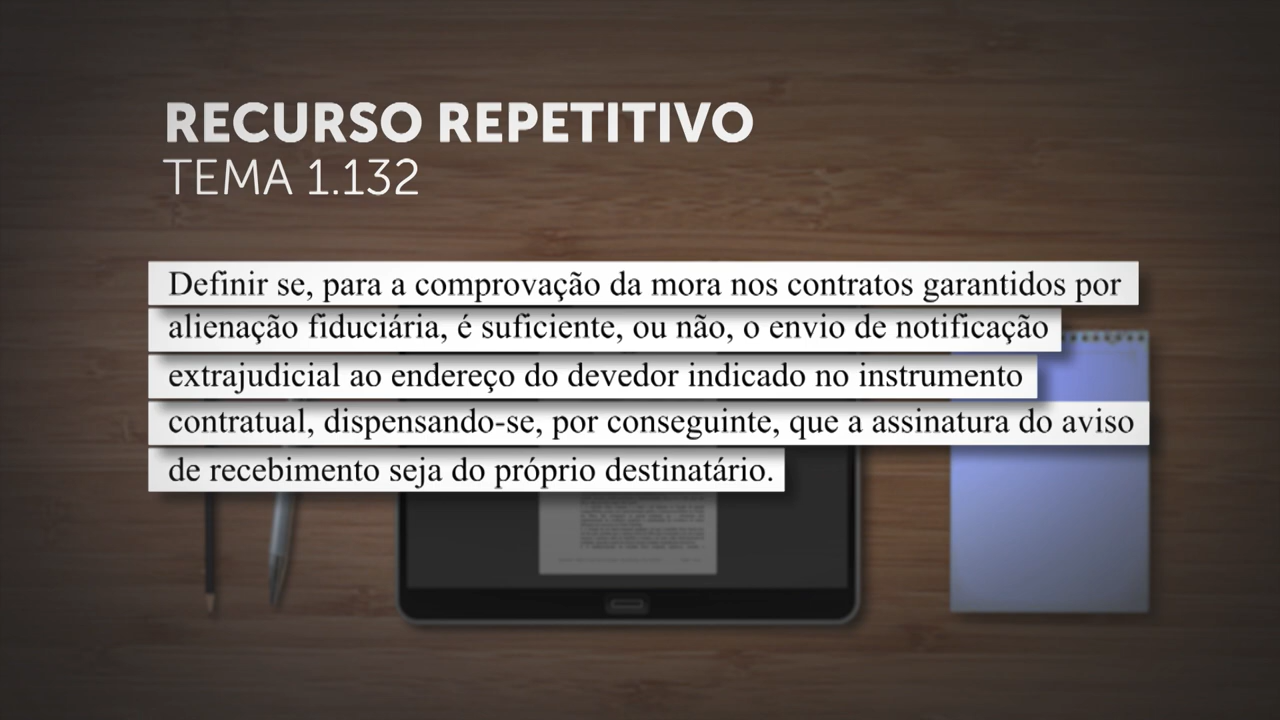 RECURSO REPETITIVO
TEMA 1.132
Definir se, para a comprovação da mora nos contratos garantidos por
alienação fiduciária, é suficiente, ou não, o envio de notificação
extrajudicial ao endereço do devedor indicado no instrumento
contratual, dispensando-se, por conseguinte, que a assinatura do aviso
de recebimento seja do próprio destinatário.